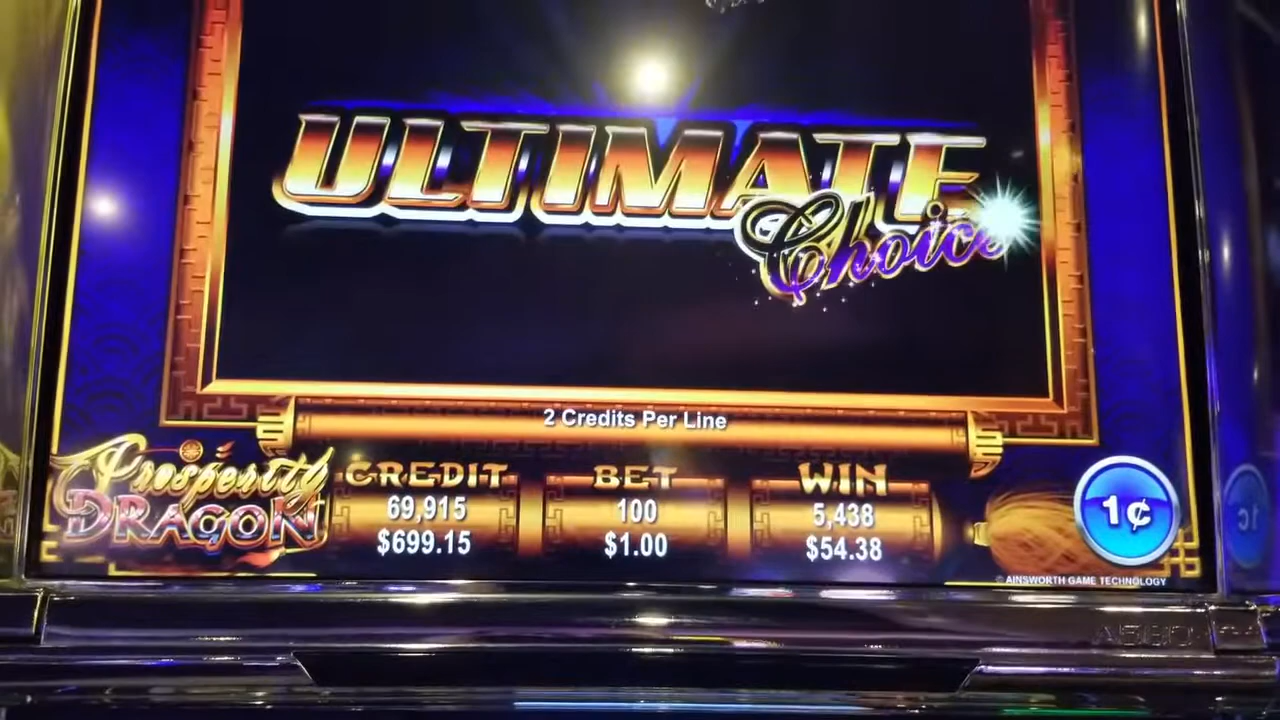 ULTIMATE
Choice
2 Credits Per Line
Prosperity
DRAGON
CREDIT
69,915
$699.15
BET
100
$1.00
WIN
5,438
$54.38
1¢
© AINSWORTH GAME TECHNOLOGY